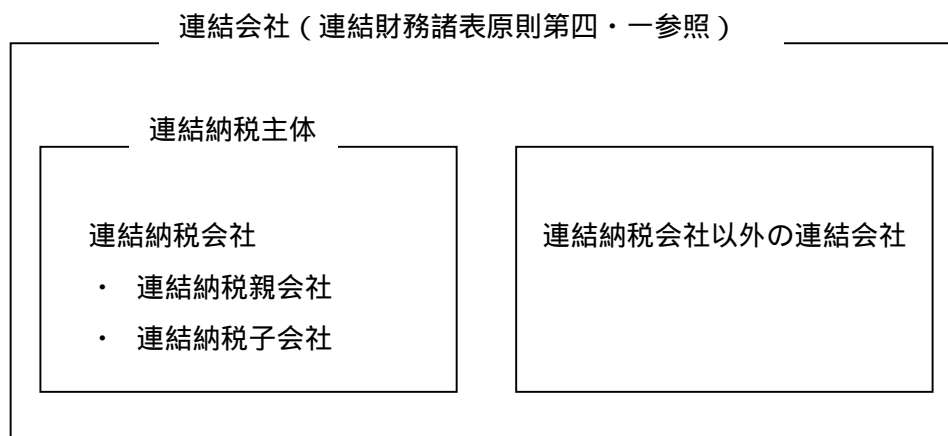 連結会社(連結財務諸表原則第四・一参照)
連結納税主体
連結納税会社
・ 連結納税親会社
・ 連結納税子会社
連結納税会社以外の連結会社